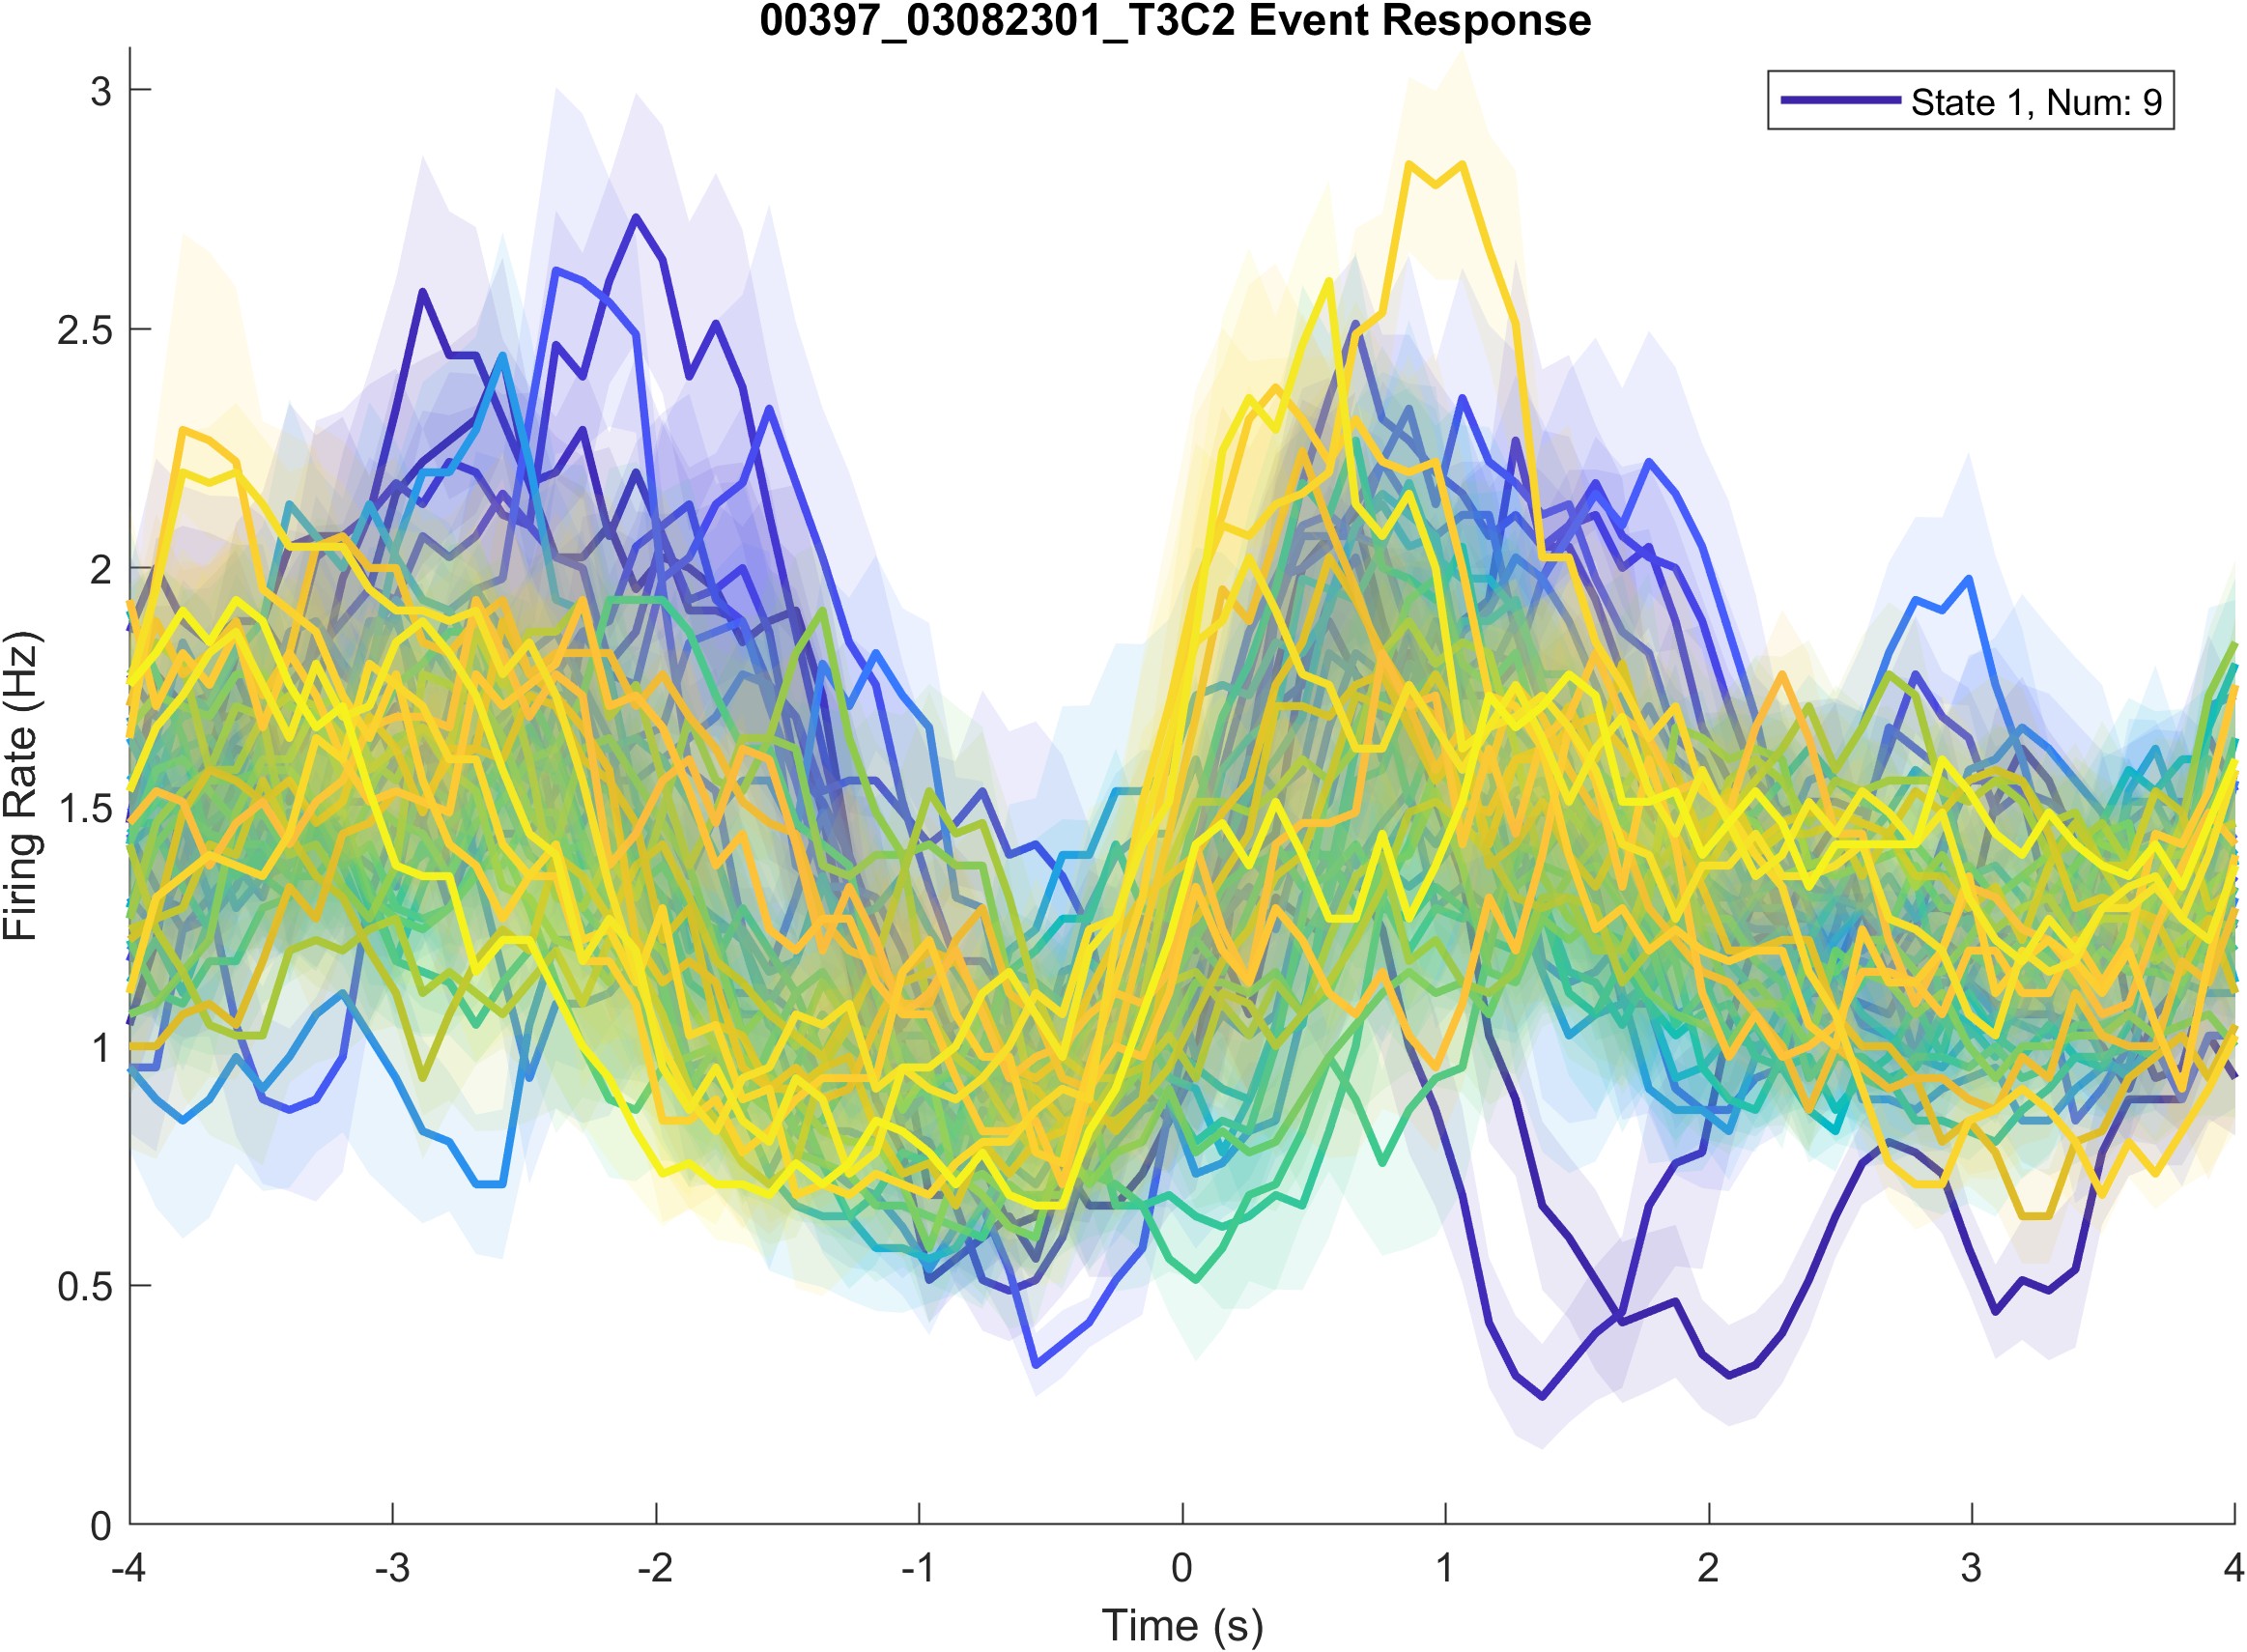 00397_03082301_T3C2 Event Response
State 1, Num: 9
Firing Rate (Hz)
3
2.5
2
1.5
1
0.5
0
-4 -3 -2 -1 0 1 2 3 4
Time (s)